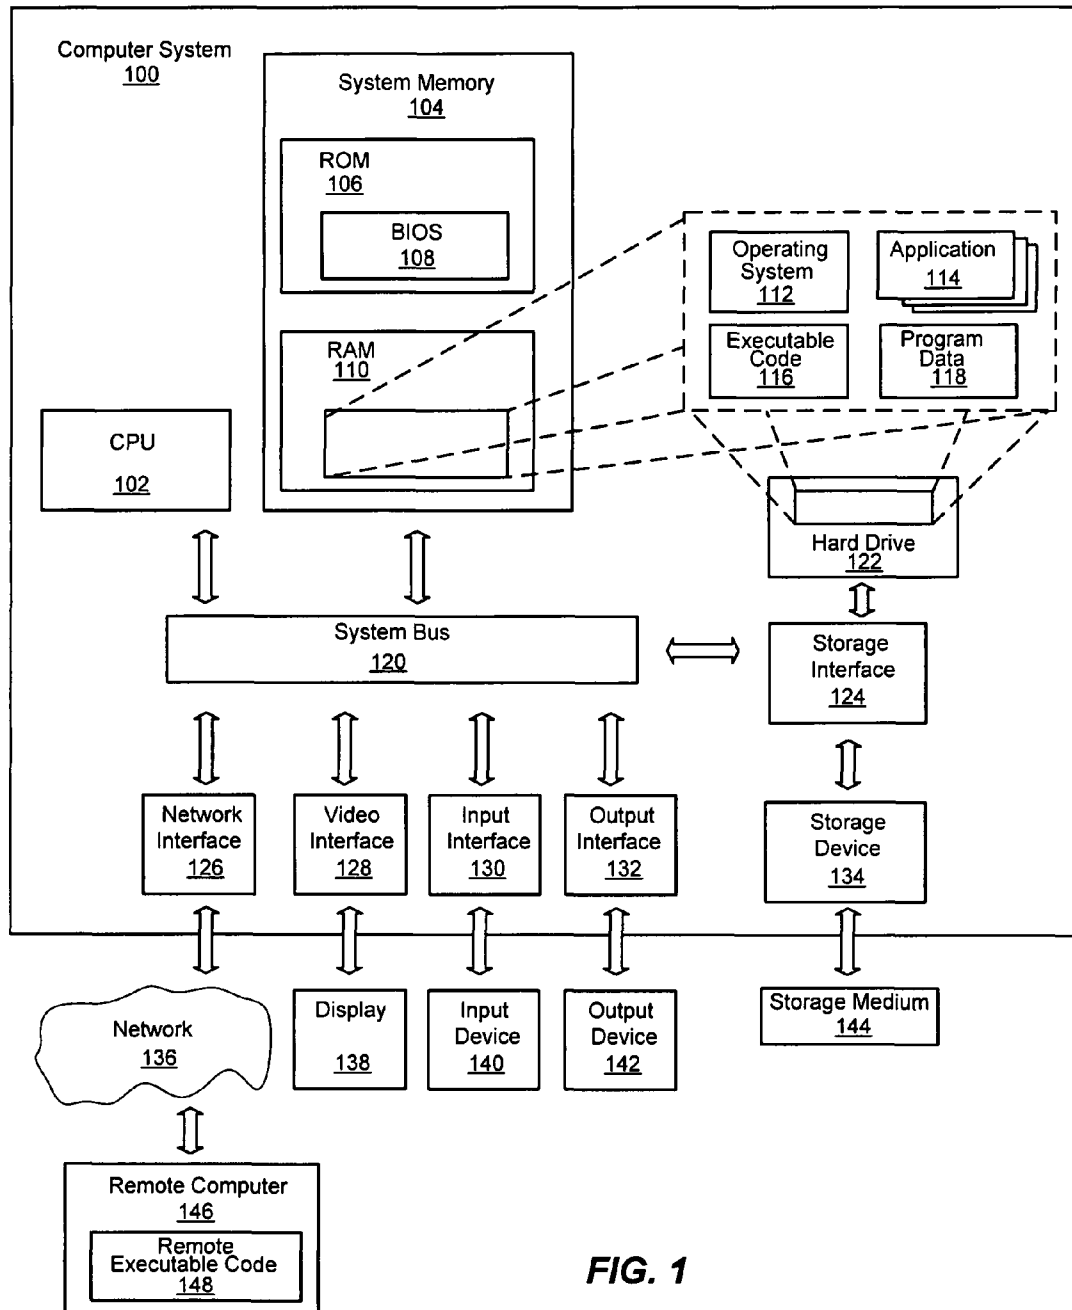 Computer System
100
System Memory
104
ROM
106
BIOS
108
RAM
110
Operating
System
112
Application
114
Executable
Code
116
Program
Data
118
CPU
102
Hard Drive
122
System Bus
120
Storage
Interface
124
Network
Interface
126
Video
Interface
128
Input
Interface
130
Output
Interface
132
Storage
Device
134
Network
136
Display
138
Input
Device
140
Output
Device
142
Storage Medium
144
Remote Computer
146
Remote
Executable Code
148
FIG. 1